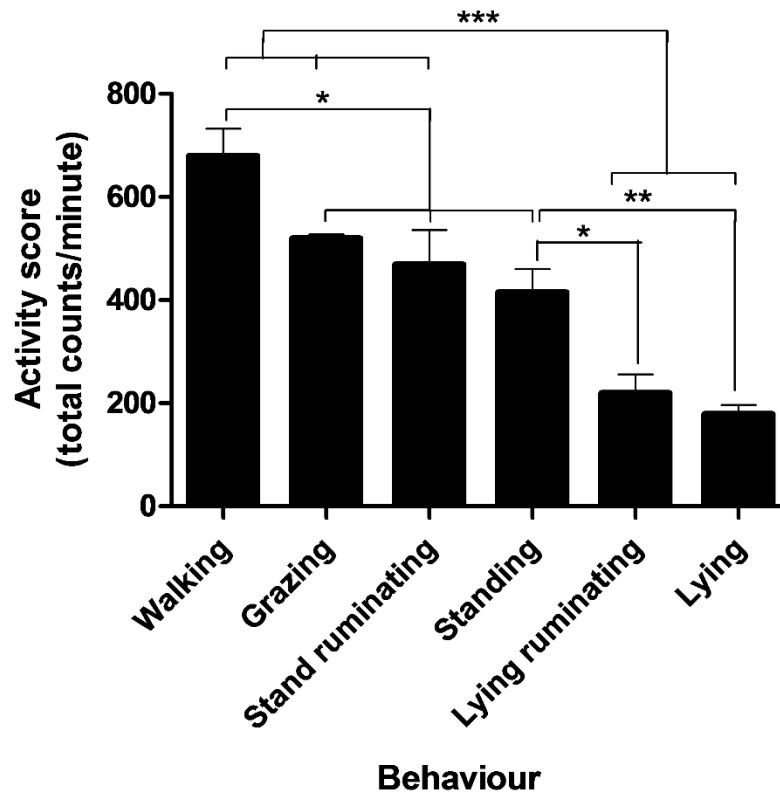 ***
800
*
600
**
*
400
200
0
Activity score
(total counts/minute)
Walking
Grazing
Stand ruminating
Standing
Lying ruminating
Lying
Behaviour